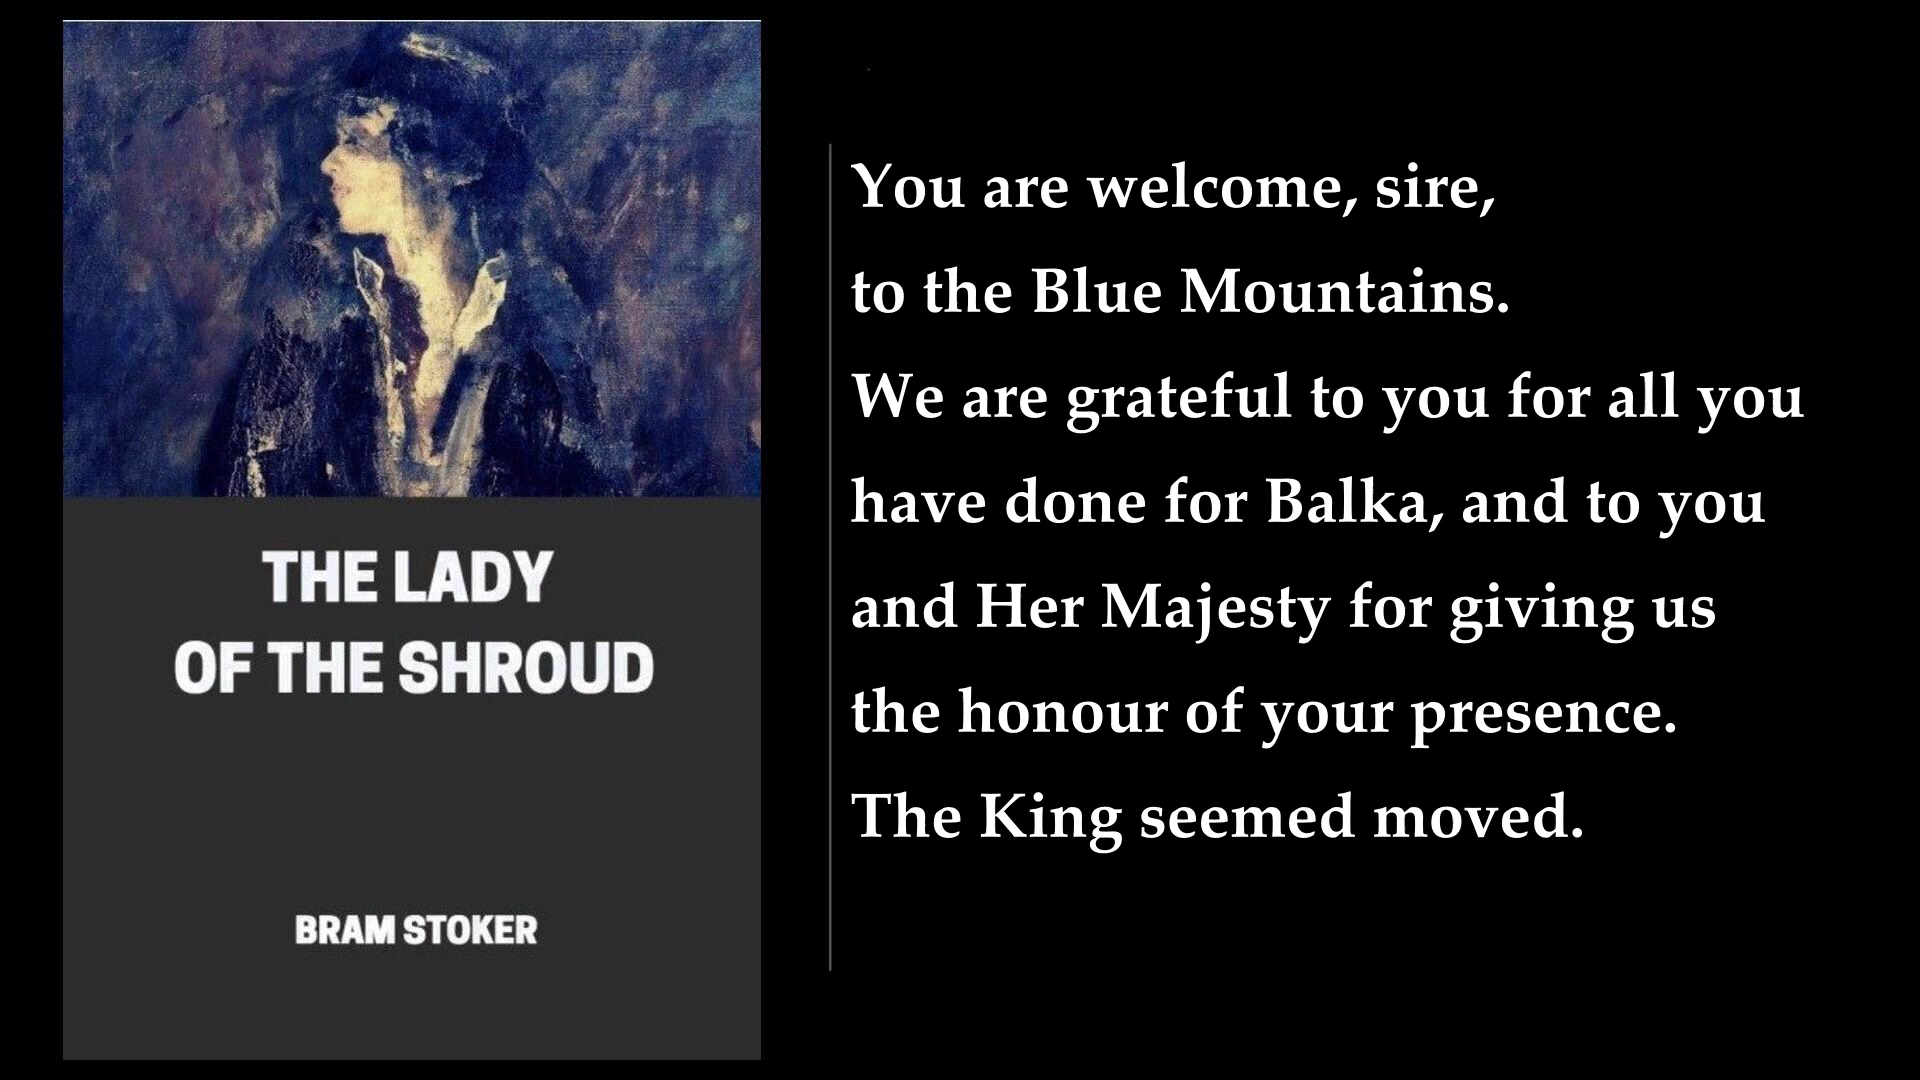 THE LADY
OF THE SHROUD
BRAM STOKER
You are welcome, sire,
to the Blue Mountains.
We are grateful to you for all you
have done for Balka, and to you
and Her Majesty for giving us
the honour of your presence.
The King seemed moved.